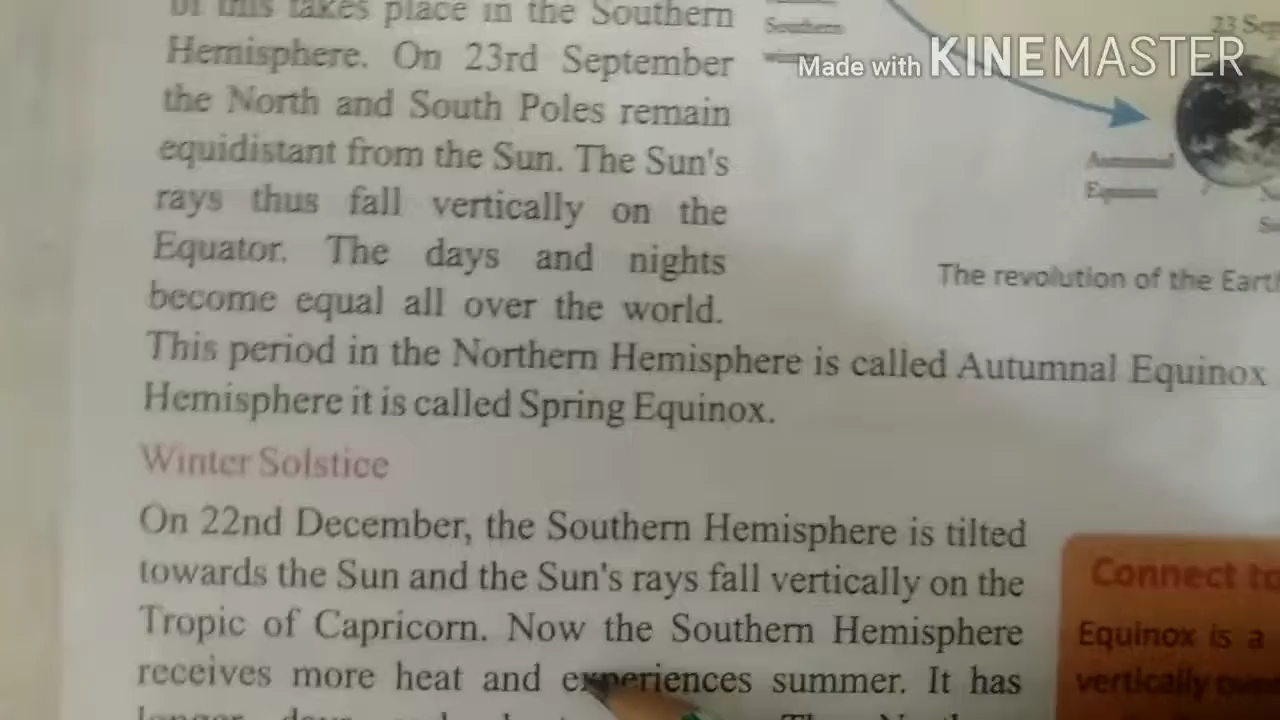 of this takes place in the Southern
Hemisphere. On 23rd September
the North and South Poles remain
equidistant from the Sun. The Sun's
rays thus fall vertically on the
Equator. The days and nights
become equal all over the world.
This period in the Northern Hemisphere is called Autumnal Equinox
Hemisphere it is called Spring Equinox.
Winter Solstice
On 22nd December, the Southern Hemisphere is tilted
towards the Sun and the Sun's rays fall vertically on the
Tropic of Capricorn. Now the Southern Hemisphere
receives more heat and experiences summer. It has
Southern
Made with KINEMASTER
23 Sep
Autumnal
Equinox
The revolution of the Earth
Connect to
Equinox is a
vertically